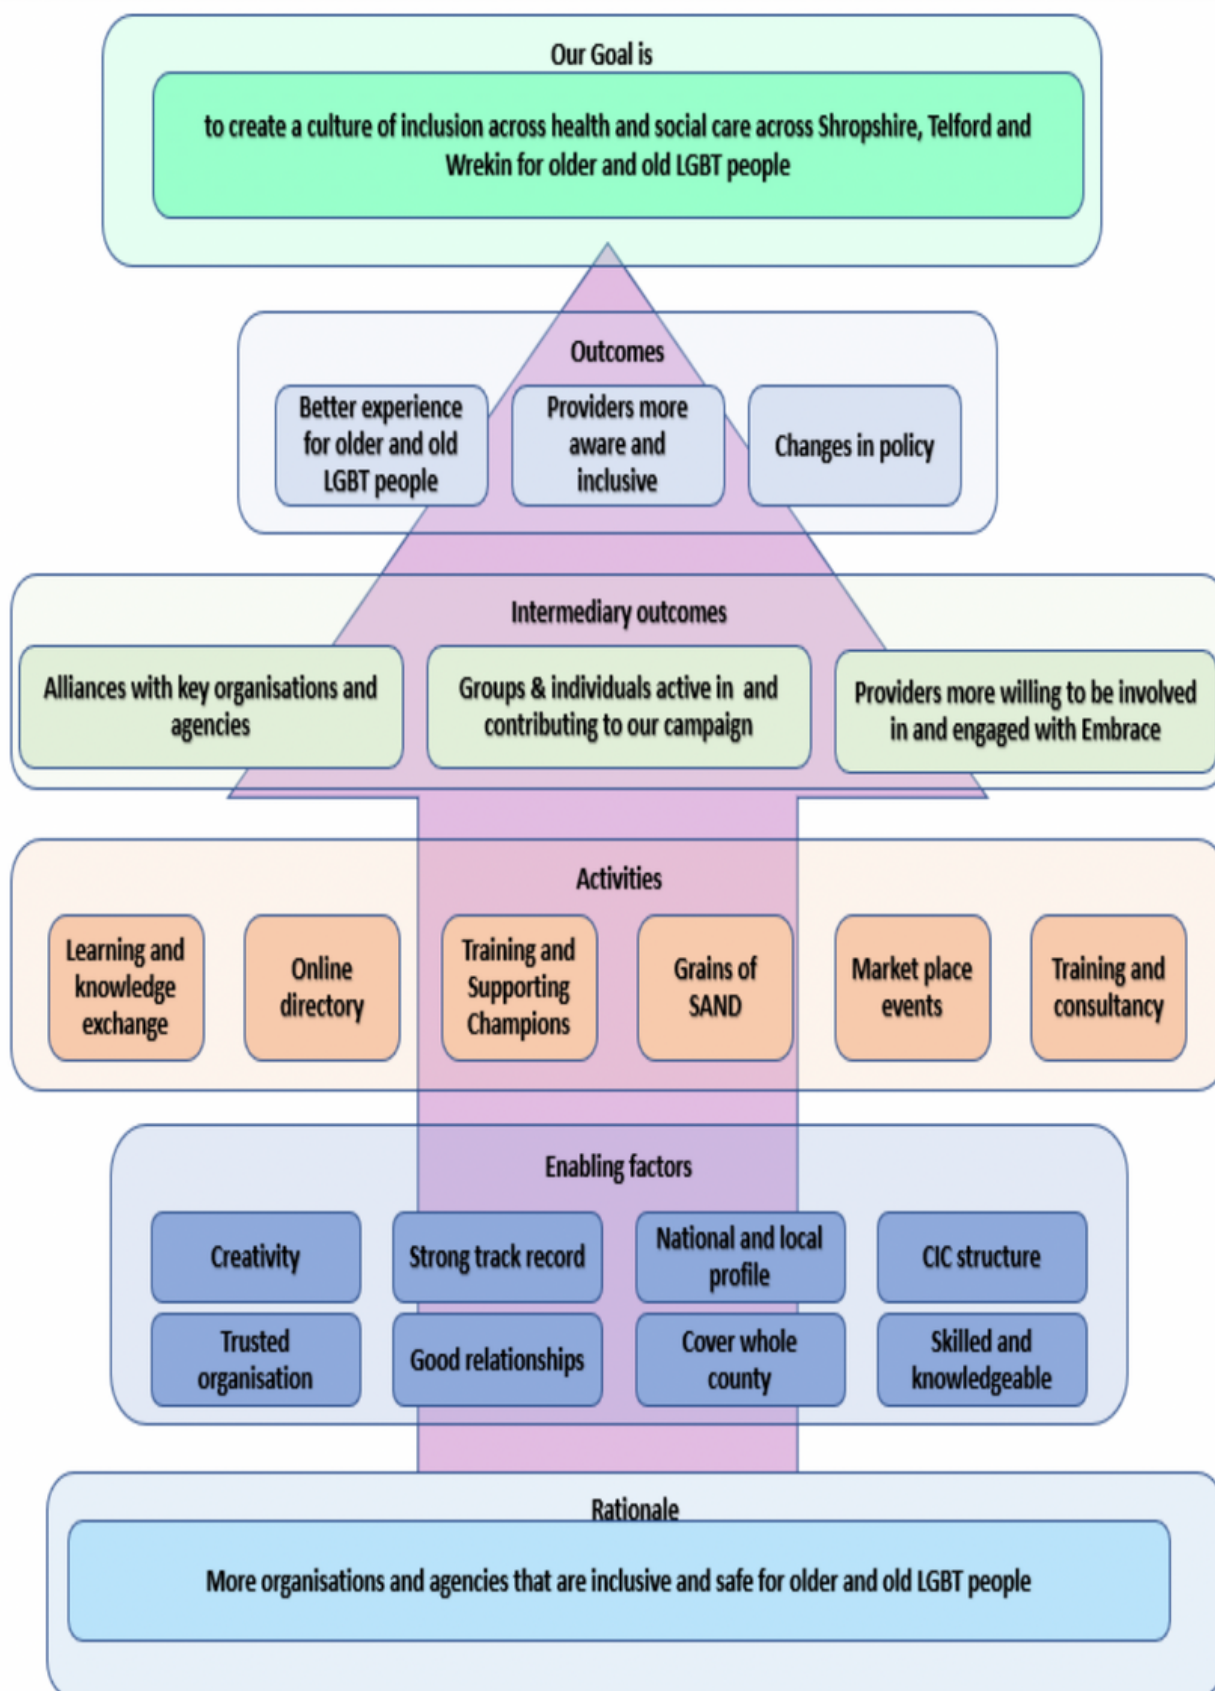 Our Goal is
to create a culture of inclusion across health and social care across Shropshire, Telford and
Wrekin for older and old LGBT people
Outcomes
Better experience
for older and old
LGBT people
Providers more
aware and
inclusive
Changes in policy
Intermediary outcomes
Alliances with key organisations and
agencies
Groups & individuals active in and
contributing to our campaign
Providers more willing to be involved
in and engaged with Embrace
Activities
Learning and
knowledge
exchange
Online
directory
Training and
Supporting
Champions
Grains of
SAND
Market place
events
Training and
consultancy
Enabling factors
Creativity
Strong track record
National and local
profile
CIC structure
Trusted
organisation
Good relationships
Cover whole
county
Skilled and
knowledgeable
Rationale
More organisations and agencies that are inclusive and safe for older and old LGBT people